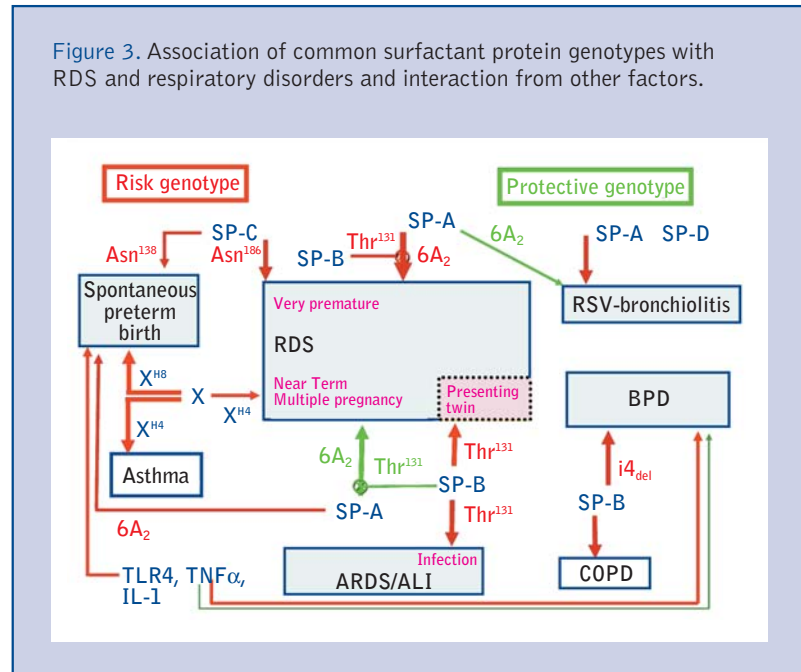 Figure 3. Association of common surfactant protein genotypes with
RDS and respiratory disorders and interaction from other factors.
Risk genotype
Protective genotype
SP-C
Asn¹³⁸
Asn¹⁸⁶
SP-B
Thr¹³¹
SP-A
6A₂
6A₂
SP-A SP-D
Spontaneous
preterm
birth
Very premature
RDS
Near Term
Multiple pregnancy
Presenting
twin
RSV-bronchiolitis
BPD
Xᴴ⁸
X
Xᴴ⁴
Xᴴ⁴
Asthma
6A₂
Thr¹³¹
SP-A
Thr¹³¹
SP-B
Thr¹³¹
i4del
SP-B
6A₂
Infection
ARDS/ALI
COPD
TLR4, TNFα,
IL-1